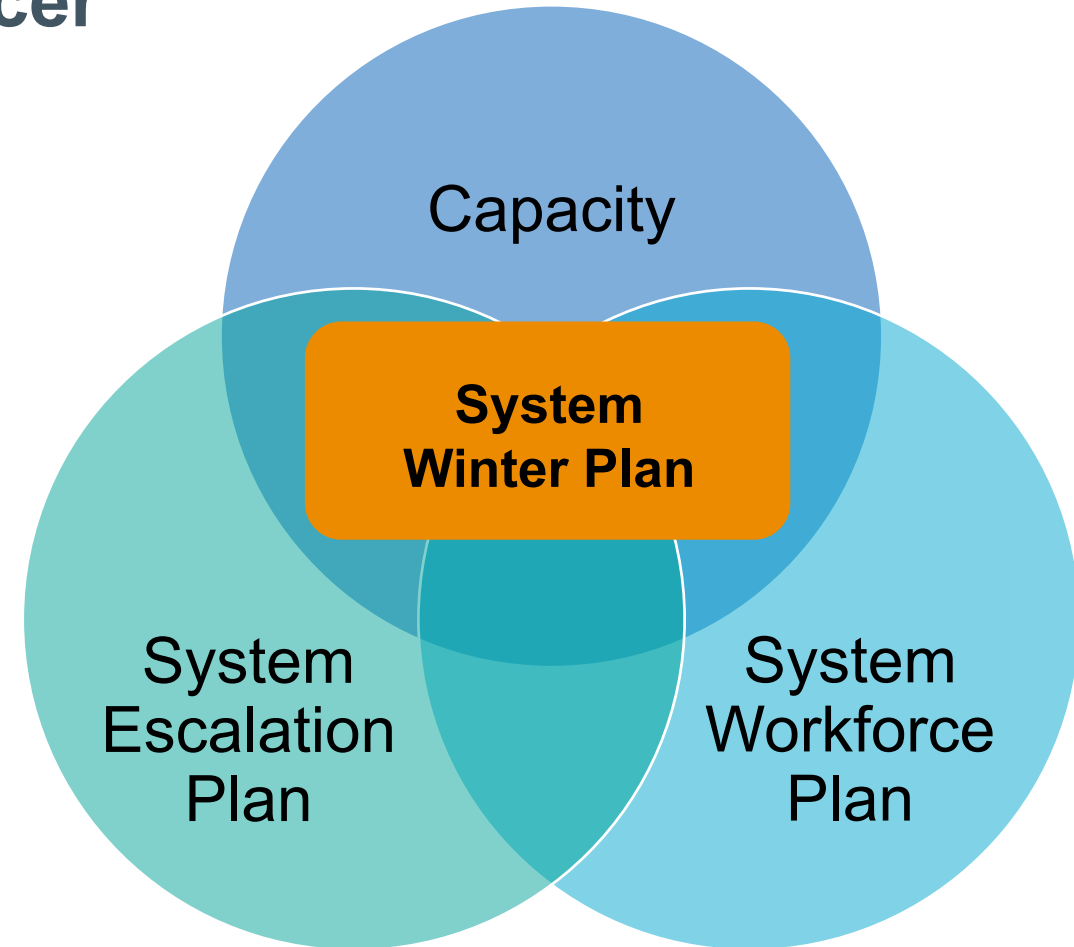 Capacity
System
Winter Plan
System
Escalation
Plan
System
Workforce
Plan